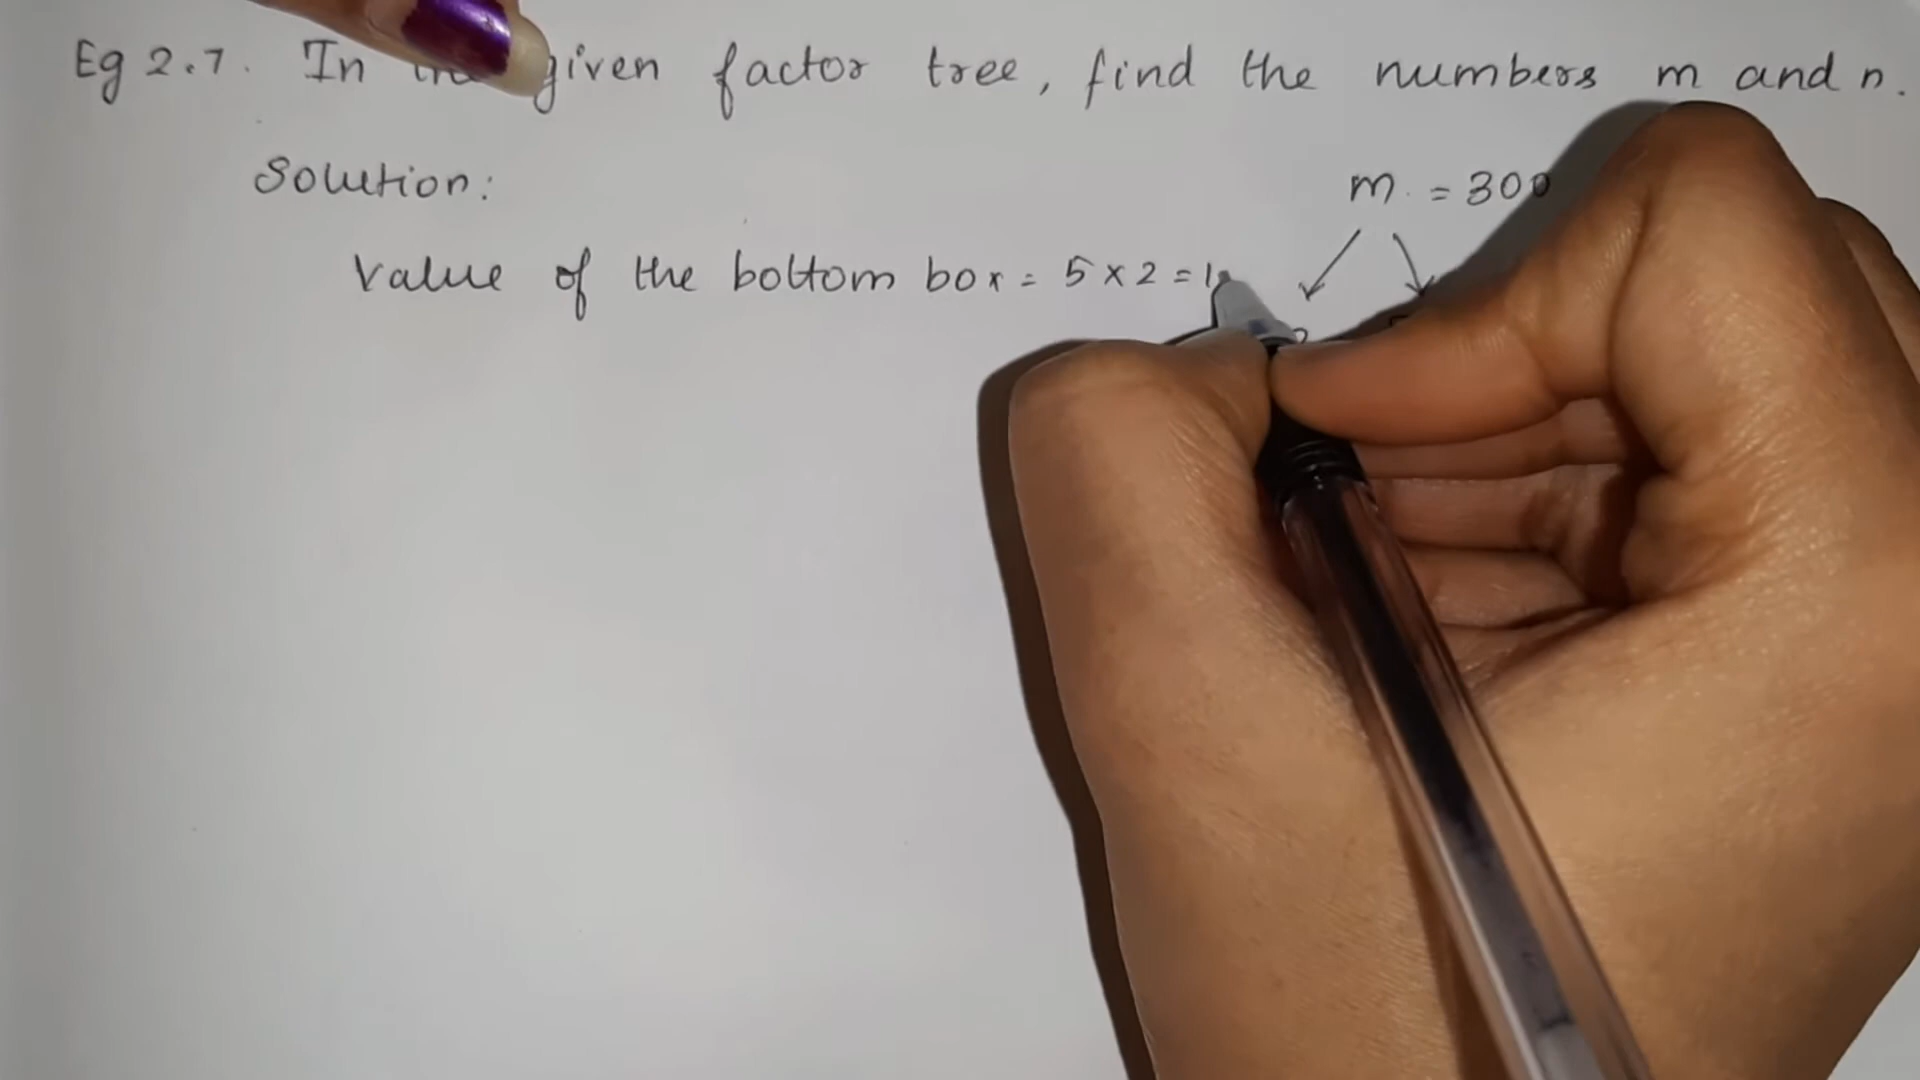 Eg 2.7. In given factor tree, find the numbers m and n.
Solution:
m = 300
Value of the bottom box = 5 x 2 = 1